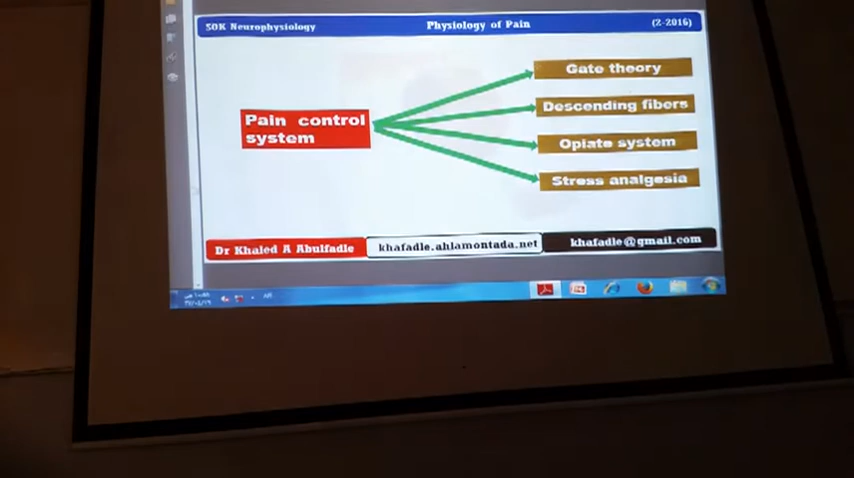 SOK Neurophysiology
Physiology of Pain
(2-2016)
Pain control
system
Gate theory
Descending fibers
Opiate system
Stress analgesia
Dr Khaled A Abulfadle
khafadle.ahlamontada.net
khafadle@gmail.com